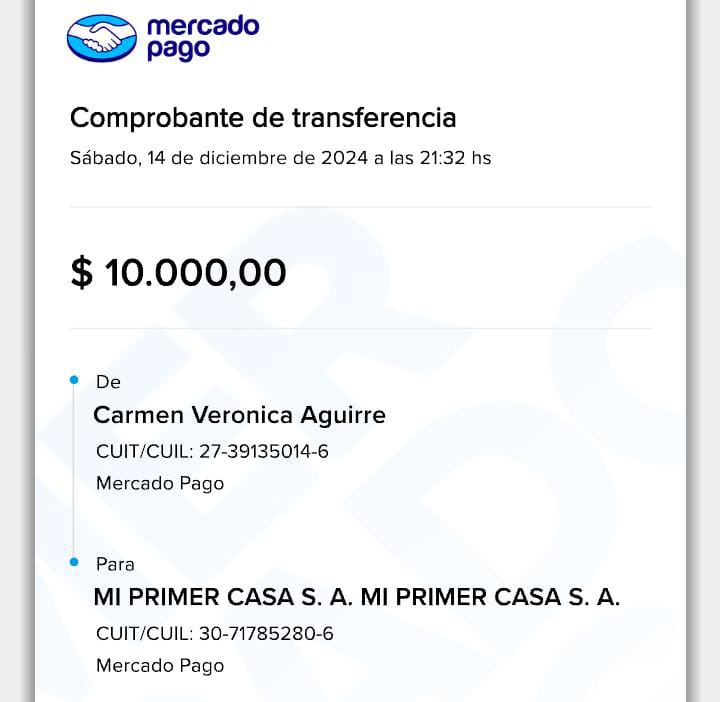 mercado
pago
Comprobante de transferencia
Sábado, 14 de diciembre de 2024 a las 21:32 hs
$ 10.000,00
De
Carmen Veronica Aguirre
CUIT/CUIL: 27-39135014-6
Mercado Pago
Para
MI PRIMER CASA S. A. MI PRIMER CASA S. A.
CUIT/CUIL: 30-71785280-6
Mercado Pago